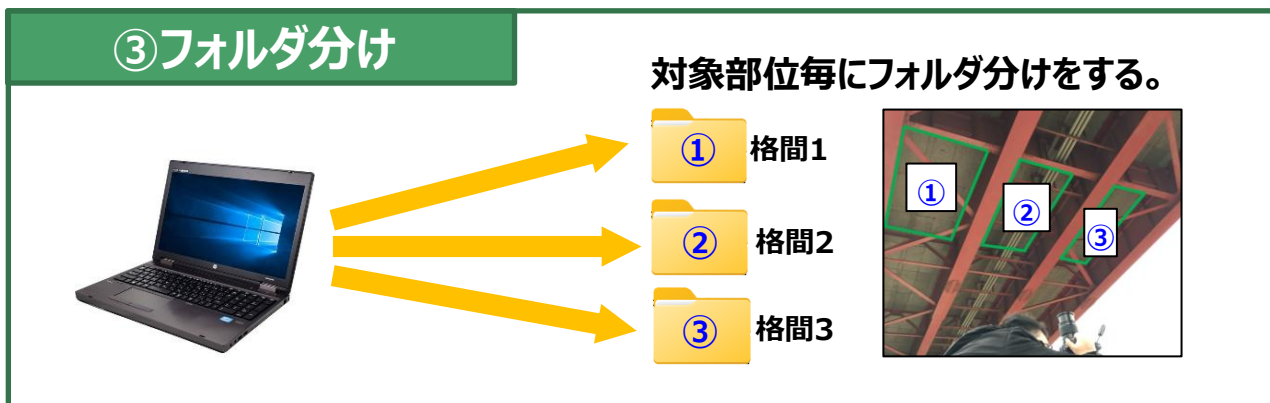 ③フォルダ分け
対象部位毎にフォルダ分けをする。
① 格間1
② 格間2
③ 格間3
①
②
③